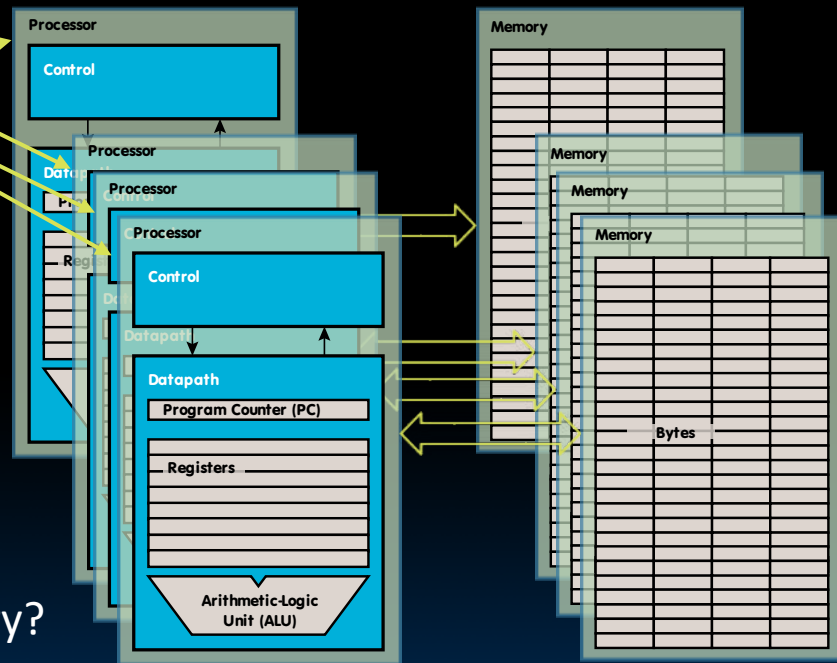 Processor
Control
Memory
Processor
Memory
Processor
Memory
Processor
Memory
Control
Datapath
Datapath
Program Counter (PC)
Registers
Bytes
Arithmetic-Logic
Unit (ALU)
y?